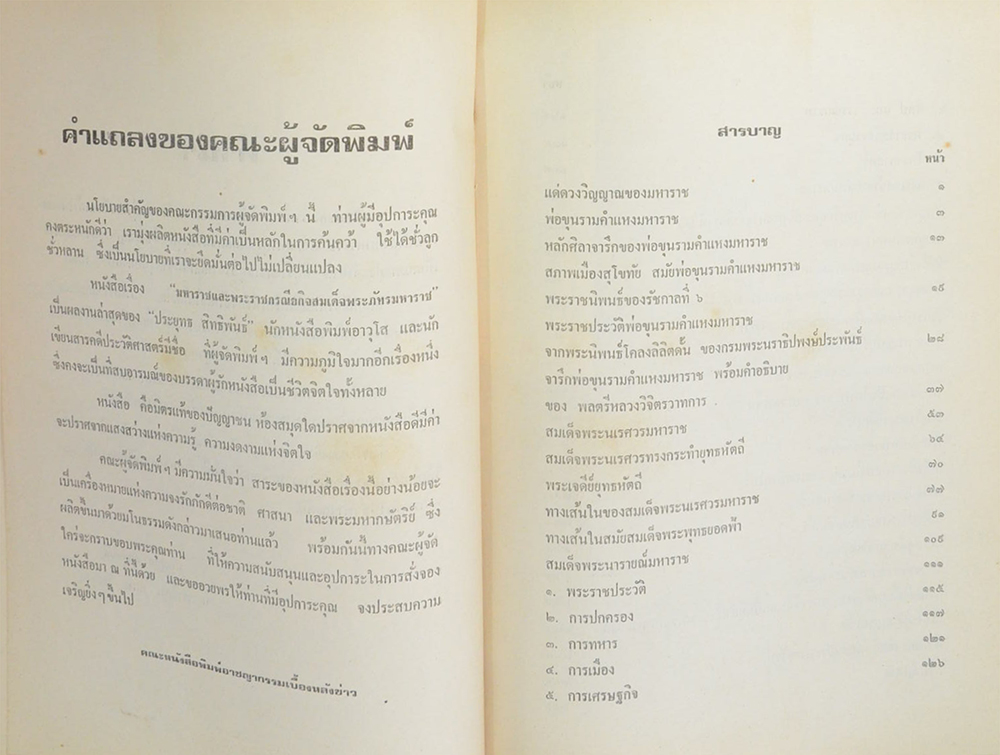 คำแถลงของคณะผู้จัดพิมพ์
นโยบายสำคัญของคณะกรรมการผู้จัดพิมพ์ฯ นี้ ท่านผู้มีอุปการะคุณ
คงตระหนักดีว่า เรามุ่งผลิตหนังสือที่มีค่าเป็นหลักในการค้นคว้า ใช้ได้ชั่วลูก
ชั่วหลาน ซึ่งเป็นนโยบายที่เราจะยึดมั่นต่อไปไม่เปลี่ยนแปลง
หนังสือเรื่อง "มหาราชและพระราชกรณียกิจสมเด็จพระภัทรมหาราช"
เป็นผลงานล่าสุดของ "ประยุทธ สิทธิพันธ์" นักหนังสือพิมพ์อาวุโส และนัก
เขียนสารคดีประวัติศาสตร์มีชื่อ ที่ผู้จัดพิมพ์ฯ มีความภูมิใจมากอีกเรื่องหนึ่ง
ซึ่งคงจะเป็นที่สบอารมณ์ของบรรดาผู้รักหนังสือเป็นชีวิตจิตใจทั้งหลาย
หนังสือ คือมิตรแท้ของปัญญาชน ห้องสมุดใดปราศจากหนังสือดีมีค่า
จะปราศจากแสงสว่างแห่งความรู้ ความงดงามแห่งจิตใจ
คณะผู้จัดพิมพ์ฯ มีความมั่นใจว่า สาระของหนังสือเรื่องนี้อย่างน้อยจะ
เป็นเครื่องหมายแห่งความจงรักภักดีต่อชาติ ศาสนา และพระมหากษัตริย์ ซึ่ง
ผลิตขึ้นมาด้วยมโนธรรมดังกล่าวมาเสนอท่านแล้ว พร้อมกันนี้ทางคณะผู้จัด
ใคร่จะกราบขอบพระคุณท่าน ที่ให้ความสนับสนุนและอุปการะในการสั่งจอง
หนังสือมา ณ ที่นี้ด้วย และขออวยพรให้ท่านที่มีอุปการะคุณ จงประสบความ
เจริญยิ่งๆ ขึ้นไป
คณะหนังสือพิมพ์อาชญากรรมเบื้องหลังข่าว
สารบาญ
หน้า
แด่ดวงวิญญาณของมหาราช ๑
พ่อขุนรามคำแหงมหาราช ๓
หลักศิลาจารึกของพ่อขุนรามคำแหงมหาราช ๑๓
สภาพเมืองสุโขทัย สมัยพ่อขุนรามคำแหงมหาราช
พระราชนิพนธ์ของรัชกาลที่ ๖ ๑๙
พระราชประวัติพ่อขุนรามคำแหงมหาราช
จากพระนิพนธ์โคลงลิลิตดั้น ของกรมพระนราธิปพงษ์ประพันธ์ ๒๘
จารึกพ่อขุนรามคำแหงมหาราช พร้อมคำอธิบาย
ของ พลตรีหลวงวิจิตรวาทการ ๓๗
สมเด็จพระนเรศวรมหาราช ๕๓
สมเด็จพระนเรศวรทรงกระทำยุทธหัตถี ๖๔
พระเจดีย์ยุทธหัตถี ๗๐
ทางเส้นในของสมเด็จพระนเรศวรมหาราช ๗๗
ทางเส้นในสมัยสมเด็จพระพุทธยอดฟ้า ๙๑
สมเด็จพระนารายณ์มหาราช ๑๐๙
๑. พระราชประวัติ ๑๑๑
๒. การปกครอง ๑๑๕
๓. การทหาร ๑๑๗
๔. การเมือง ๑๒๑
๕. การเศรษฐกิจ ๑๒๖